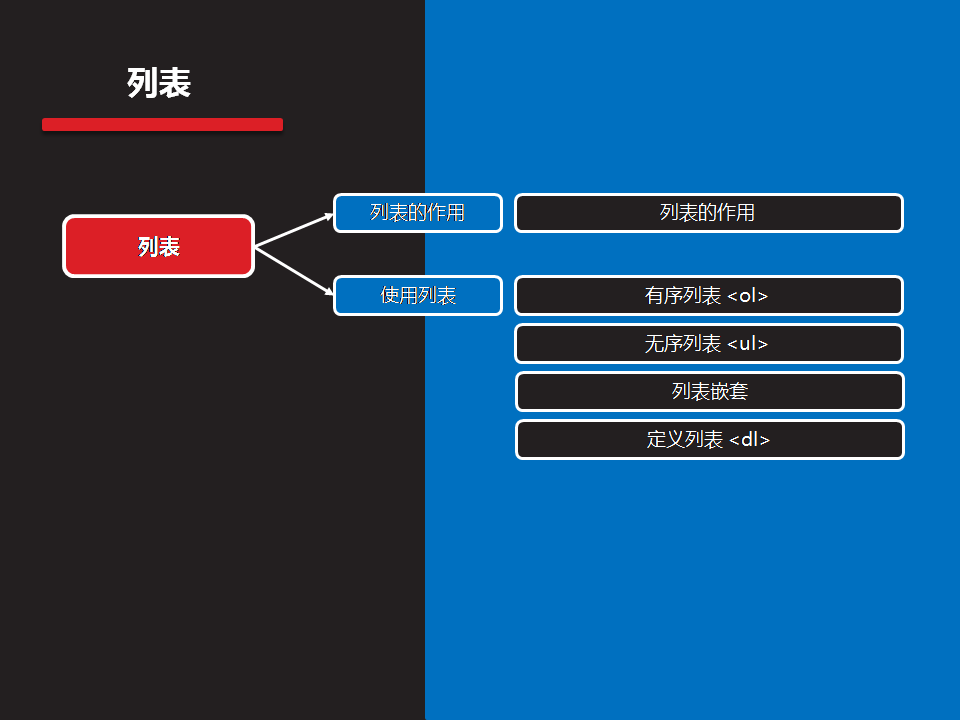 列表
列表
列表的作用
列表的作用
使用列表
有序列表 <ol>
无序列表 <ul>
列表嵌套
定义列表 <dl>